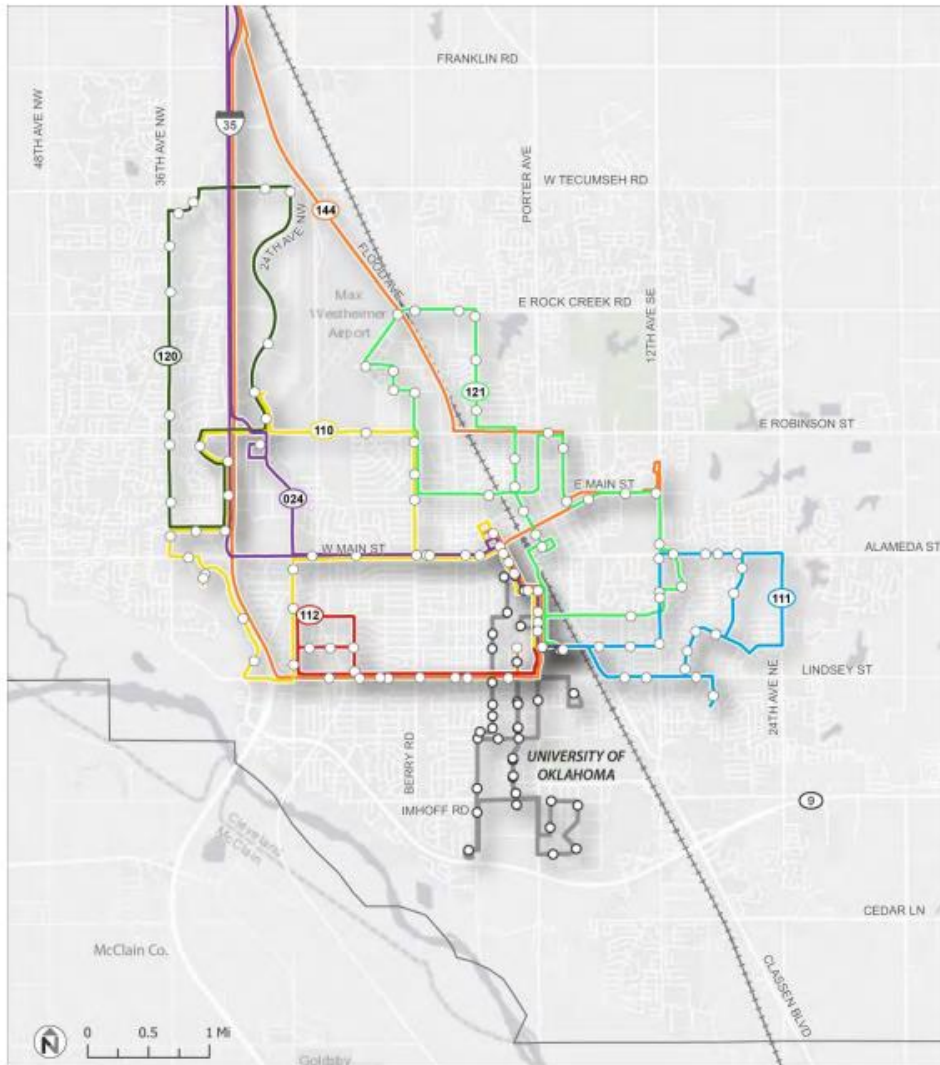 FRANKLIN RD
48TH AVE NW
36TH AVE NW
35
PORTER AVE
W TECUMSEH RD
144
24TH AVE NW
FLOOD AVE
Max
Westheimer
Airport
E ROCK CREEK RD
12TH AVE SE
120
121
110
E ROBINSON ST
024
E MAIN ST
W MAIN ST
ALAMEDA ST
112
111
LINDSEY ST
24TH AVE NE
BERRY RD
UNIVERSITY OF
OKLAHOMA
IMHOFF RD
9
Cleveland
McClain
CEDAR LN
McClain Co.
CLASSEN BLVD
N
0 0.5 1 Mi
Goldsby